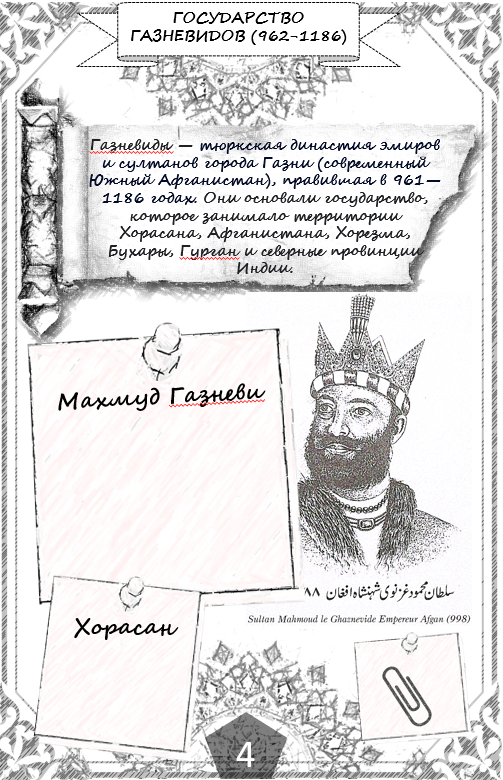 ГОСУДАРСТВО
ГАЗНЕВИДОВ (962-1186)
Газневиды — тюркская династия эмиров
и султанов города Газни (современный
Южный Афганистан), правившая в 961—
1186 годах. Они основали государство,
которое занимало территории
Хорасана, Афганистана, Хорезма,
Бухары, Гурган и северные провинции
Индии.
Махмуд Газневи
سلطان محمود غزنوی شهنشاه افغان ٩٨٨
Sultan Mahmoud le Ghaznevide Empereur Afgan (998)
Хорасан
4